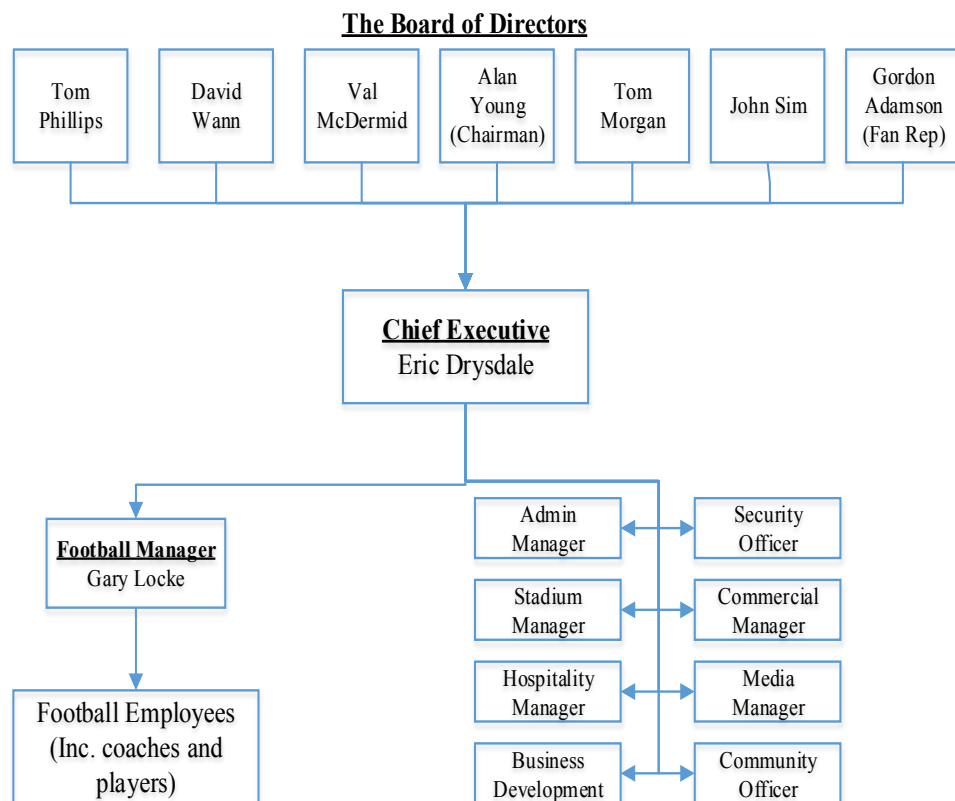 The Board of Directors
Tom
Phillips
David
Wann
Val
McDermid
Alan
Young
(Chairman)
Tom
Morgan
John Sim
Gordon
Adamson
(Fan Rep)
Chief Executive
Eric Drysdale
Football Manager
Gary Locke
Football Employees
(Inc. coaches and
players)
Admin
Manager
Security
Officer
Stadium
Manager
Commercial
Manager
Hospitality
Manager
Media
Manager
Business
Development
Community
Officer